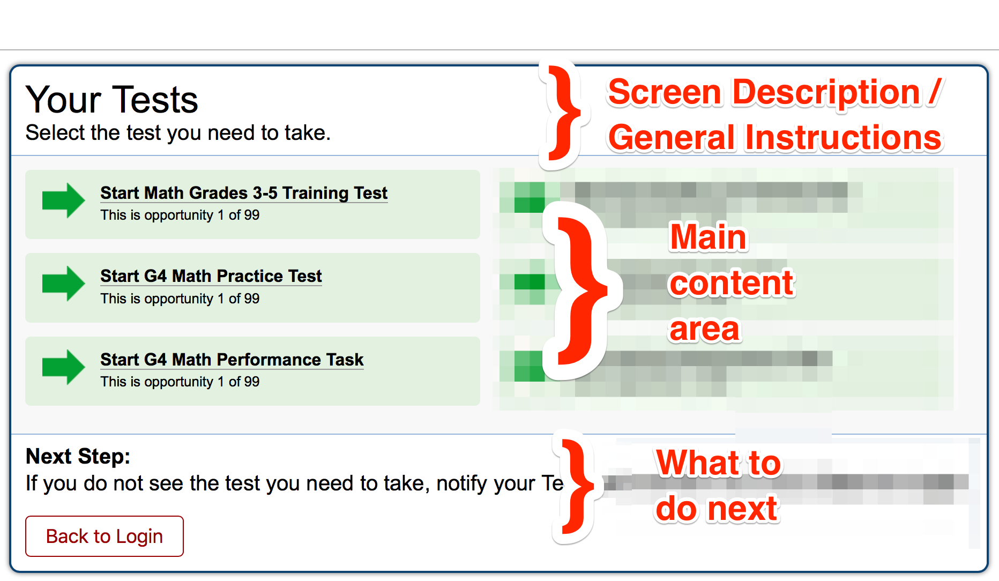 Your Tests
Select the test you need to take.
Screen Description /
General Instructions
Start Math Grades 3-5 Training Test
This is opportunity 1 of 99
Start G4 Math Practice Test
This is opportunity 1 of 99
Start G4 Math Performance Task
This is opportunity 1 of 99
Main
content
area
Next Step:
If you do not see the test you need to take, notify your Te
What to
do next
Back to Login